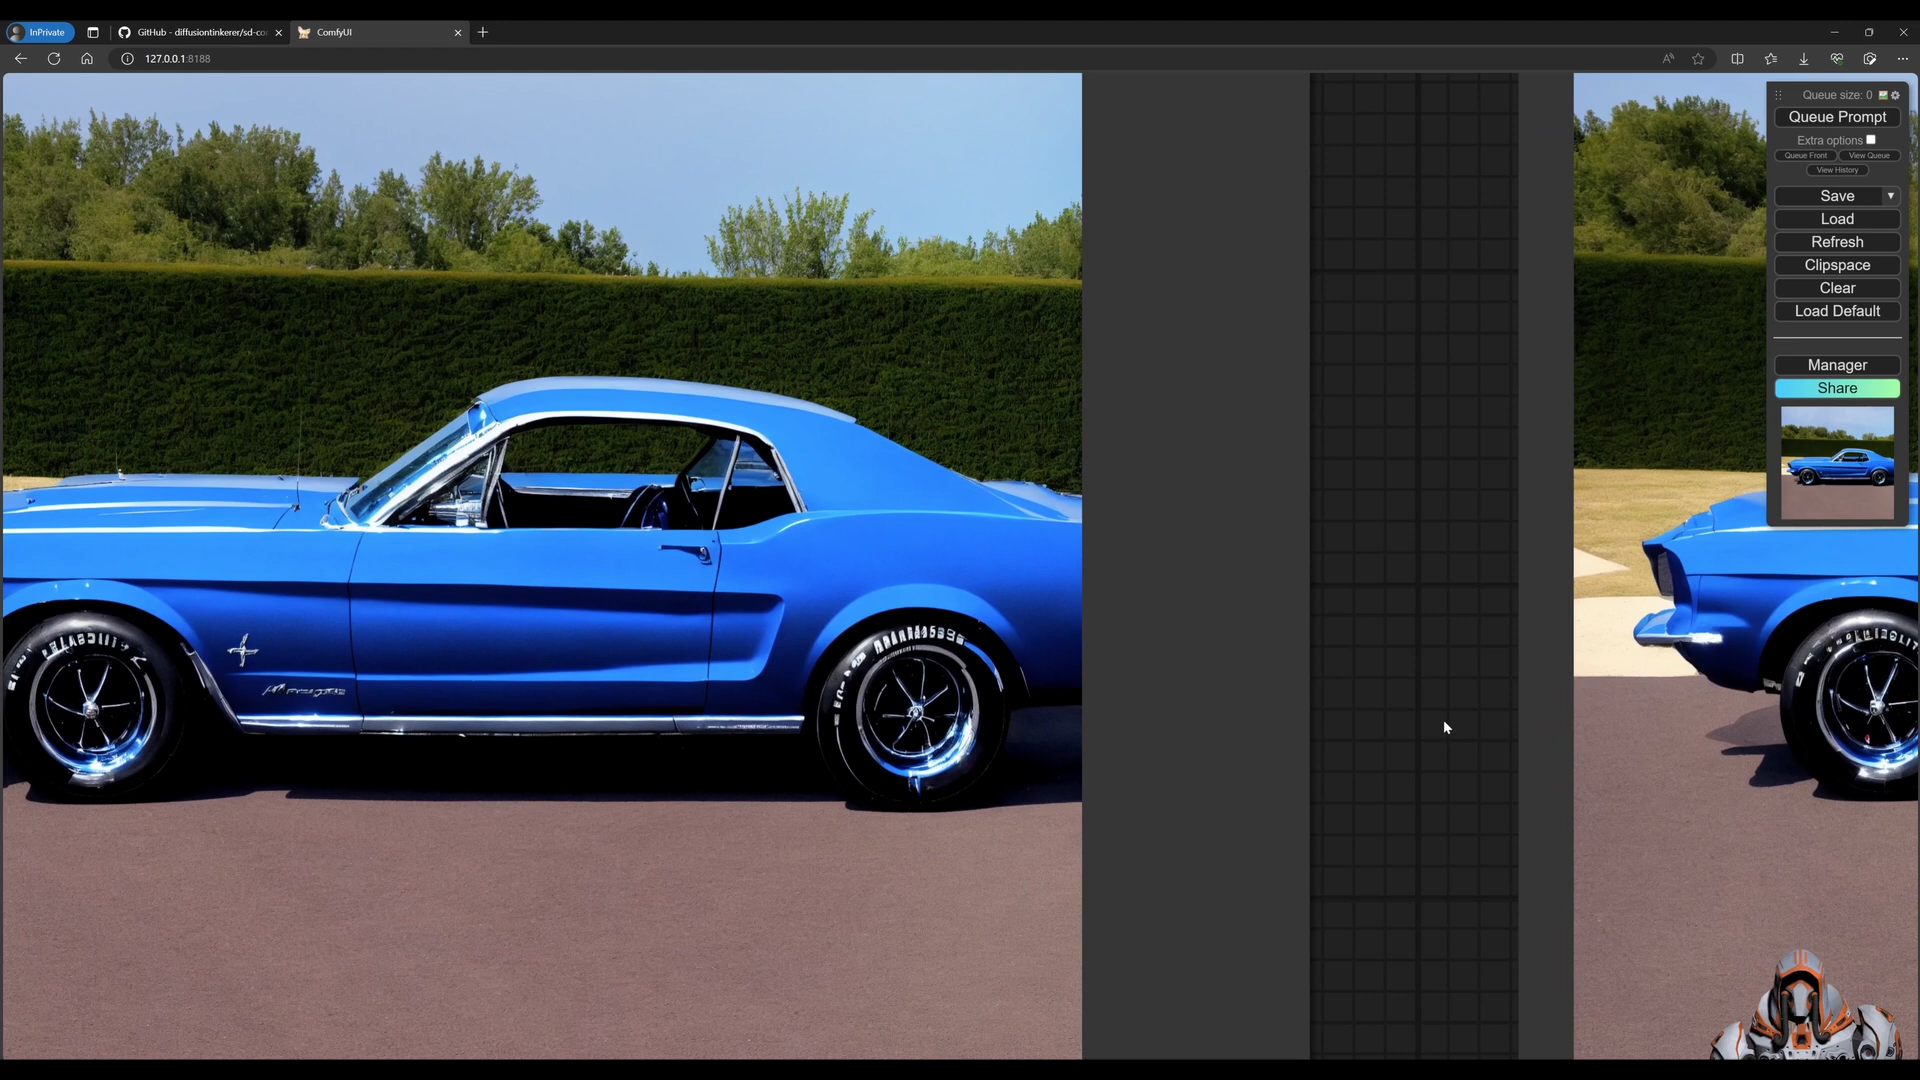 InPrivate
GitHub - diffusiontinkerer/sd-co
ComfyUI
127.0.0.1:8188
Queue size: 0
Queue Prompt
Extra options
Queue Front
View Queue
View History
Save
Load
Refresh
Clipspace
Clear
Load Default
Manager
Share